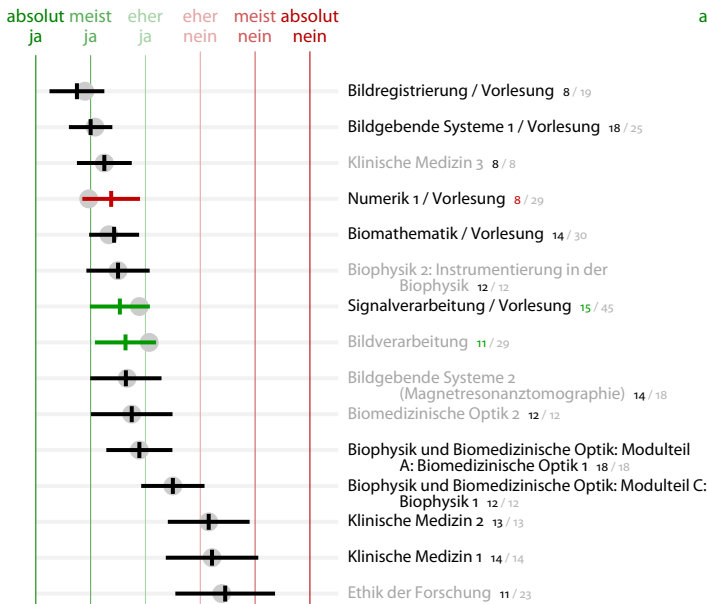 absolut meist eher eher meist absolut a
ja ja ja nein nein nein
Bildregistrierung / Vorlesung 8 / 19
Bildgebende Systeme 1 / Vorlesung 18 / 25
Klinische Medizin 3 8 / 8
Numerik 1 / Vorlesung 8 / 29
Biomathematik / Vorlesung 14 / 30
Biophysik 2: Instrumentierung in der
Biophysik 12 / 12
Signalverarbeitung / Vorlesung 15 / 45
Bildverarbeitung 11 / 29
Bildgebende Systeme 2
(Magnetresonanztomographie) 14 / 18
Biomedizinische Optik 2 12 / 12
Biophysik und Biomedizinische Optik: Modulteil
A: Biomedizinische Optik 1 18 / 18
Biophysik und Biomedizinische Optik: Modulteil C:
Biophysik 1 12 / 12
Klinische Medizin 2 13 / 13
Klinische Medizin 1 14 / 14
Ethik der Forschung 11 / 23